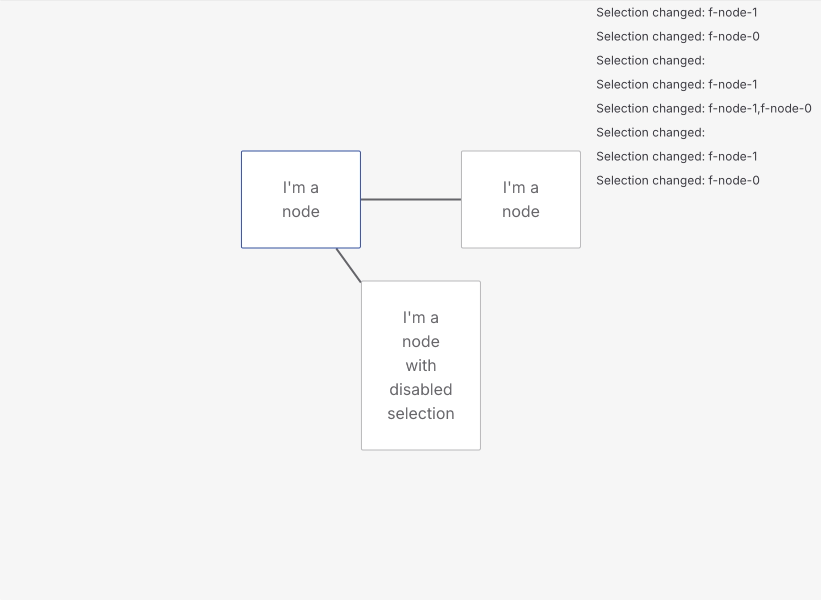 Selection changed: f-node-1
Selection changed: f-node-0
Selection changed:
Selection changed: f-node-1
Selection changed: f-node-1,f-node-0
Selection changed:
Selection changed: f-node-1
Selection changed: f-node-0
I'm a
node
I'm a
node
I'm a
node
with
disabled
selection